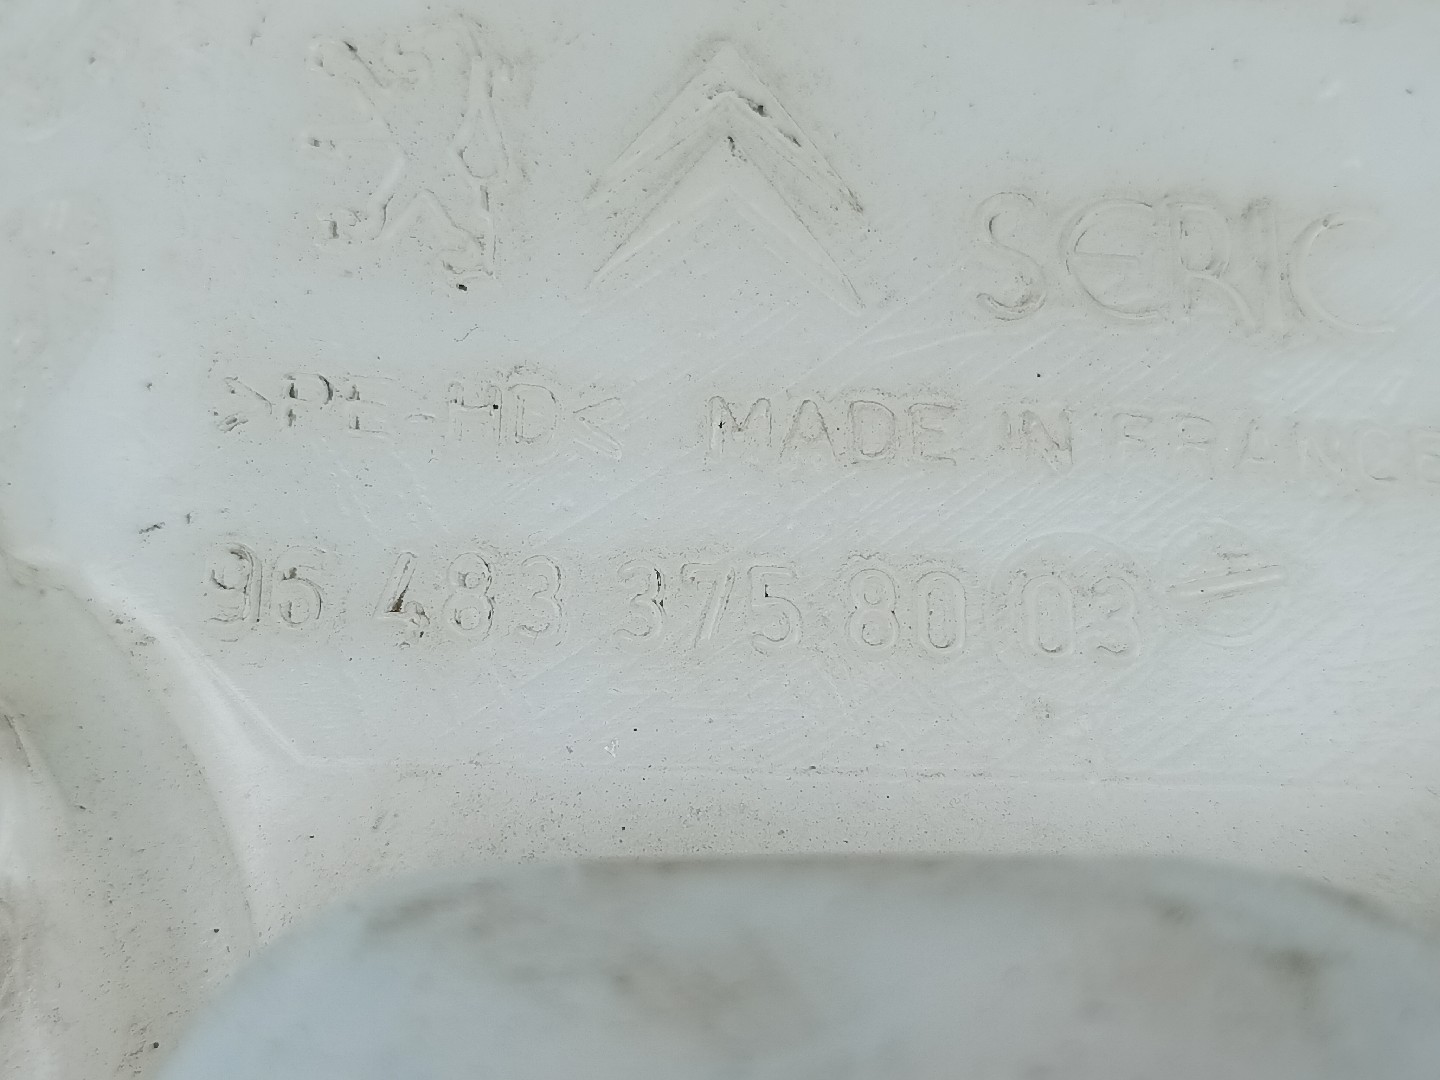 SERIC
>PE-HD< MADE IN FRANCE
96 483 375 80 03